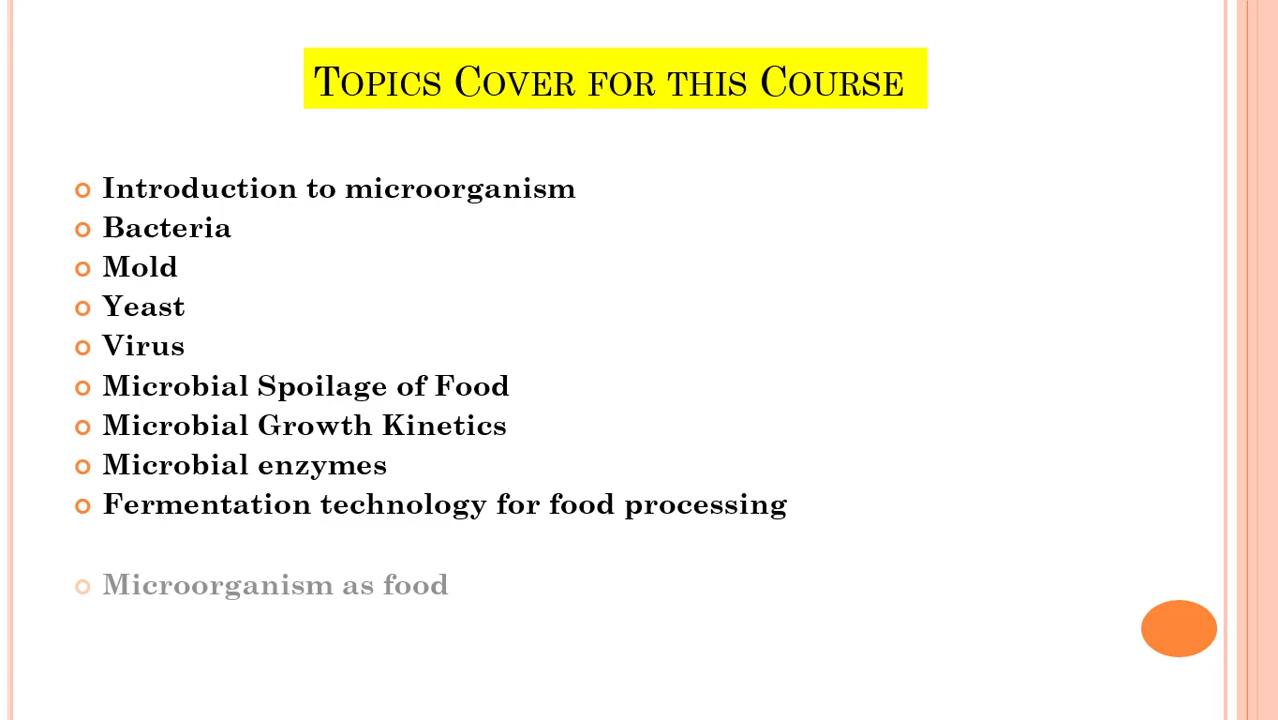 Topics Cover for this Course
Introduction to microorganism
Bacteria
Mold
Yeast
Virus
Microbial Spoilage of Food
Microbial Growth Kinetics
Microbial enzymes
Fermentation technology for food processing
Microorganism as food